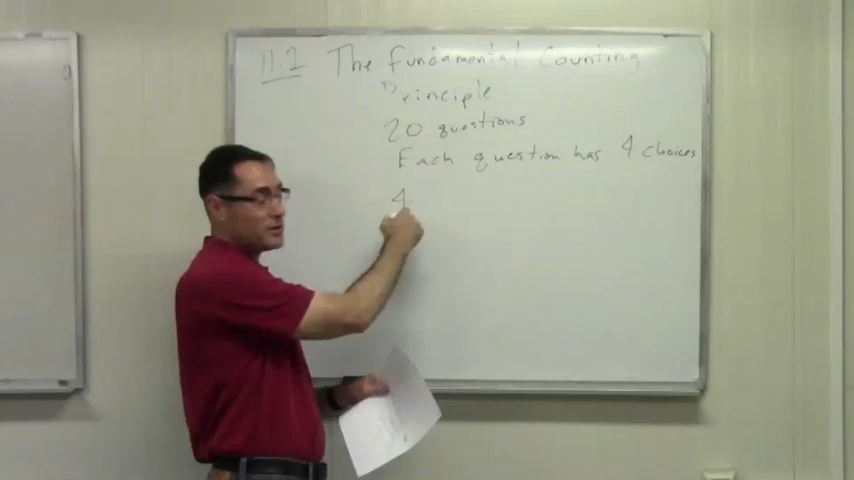 11.2 The Fundamental Counting
Principle
20 questions
Each question has 4 choices
4